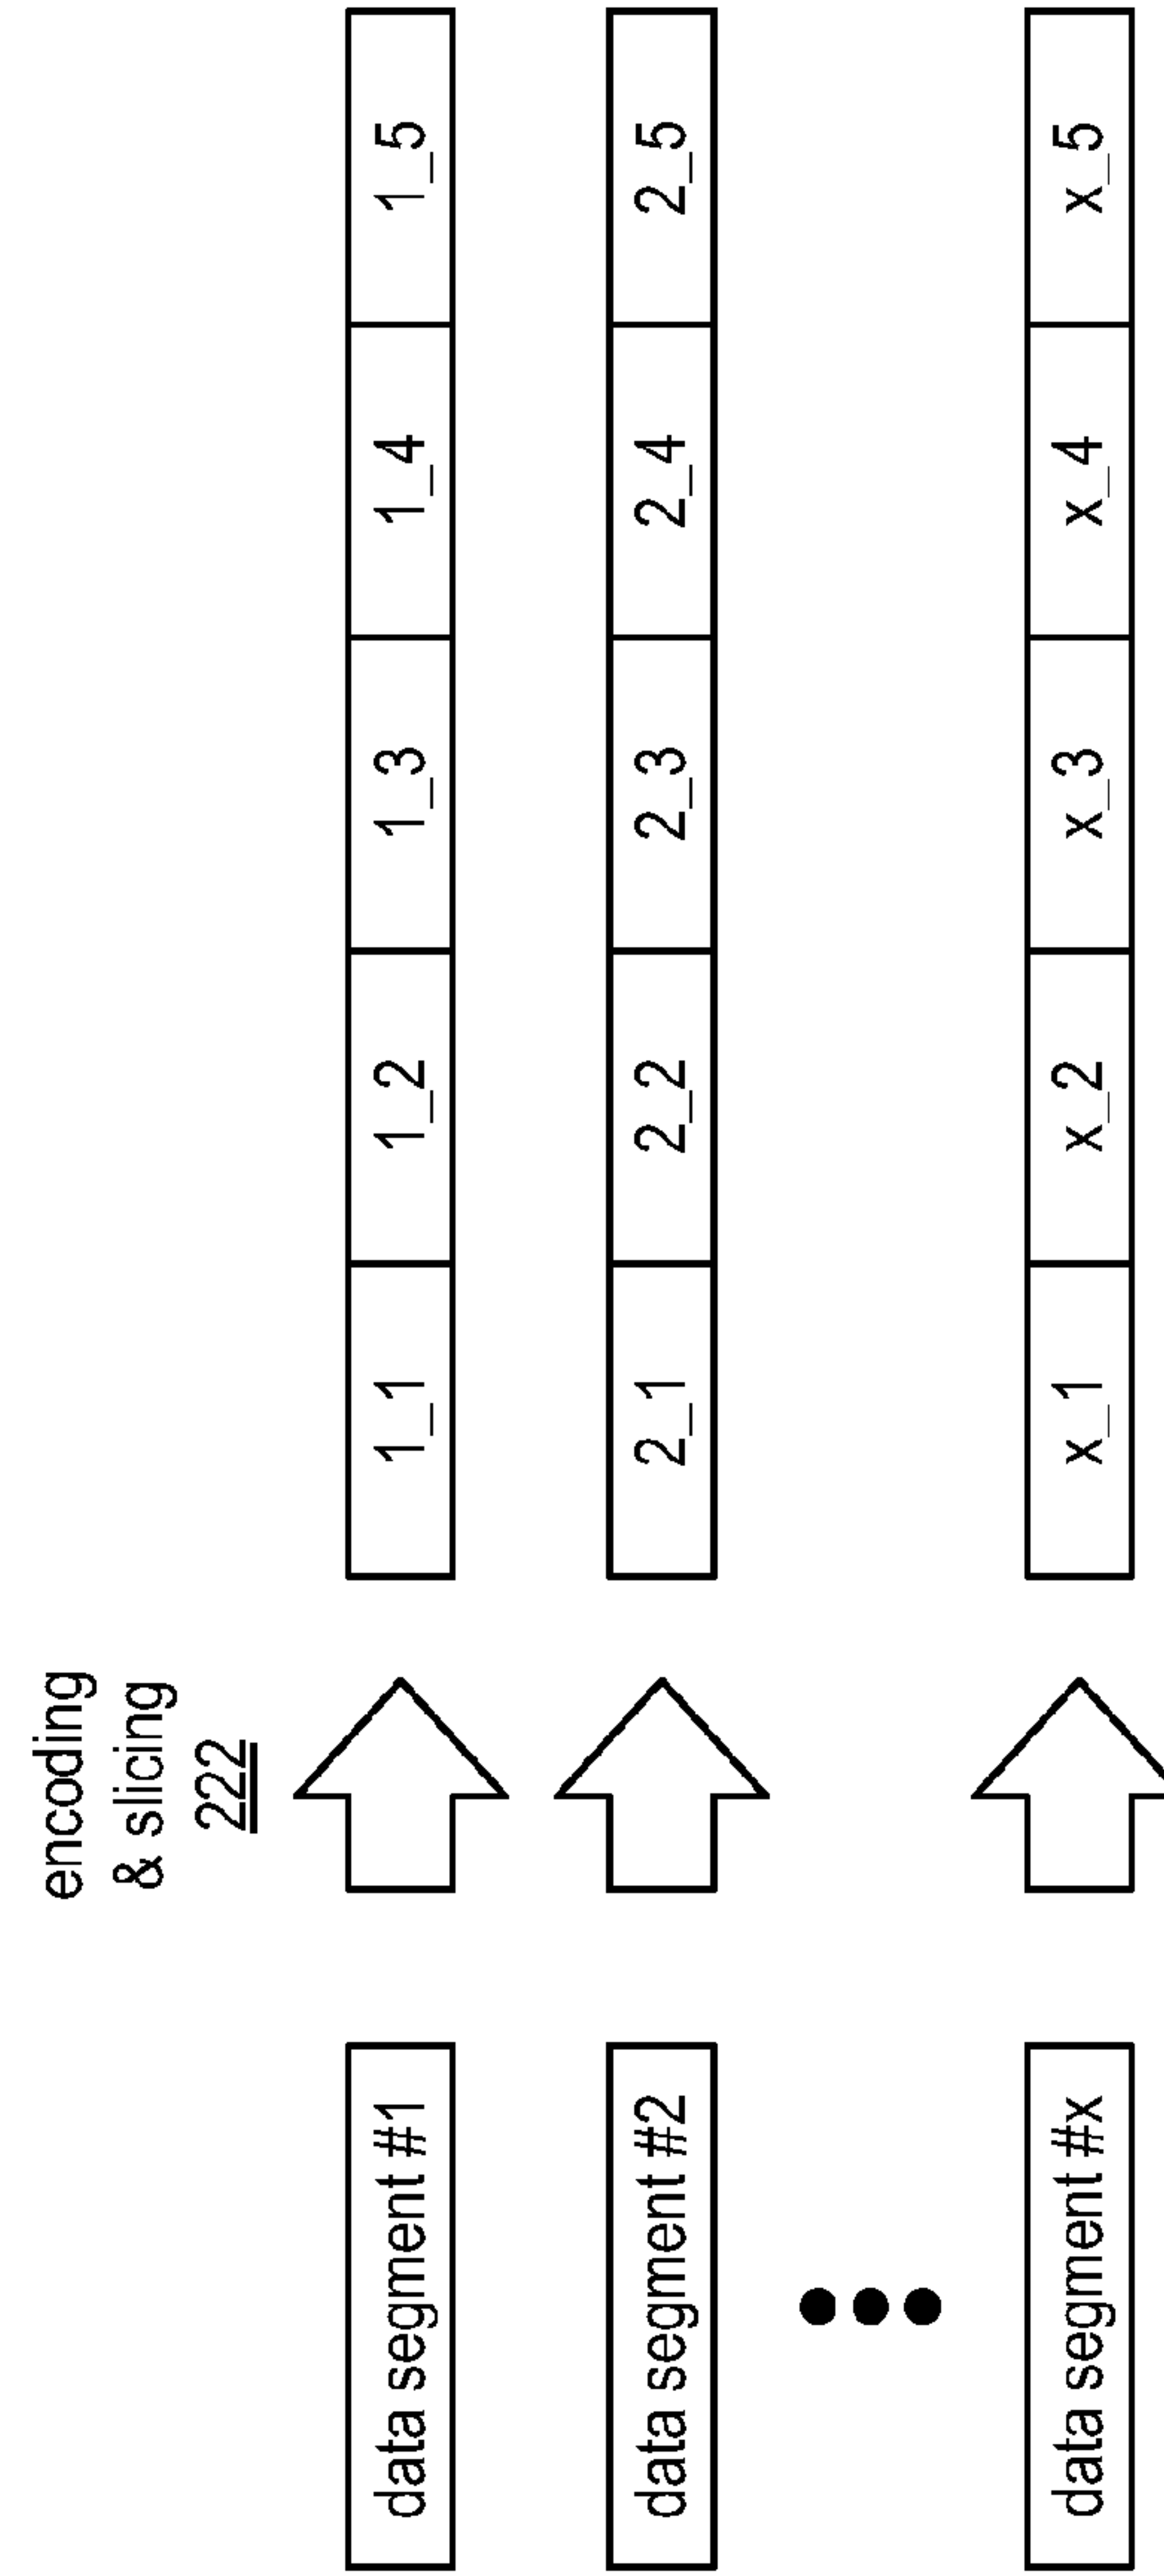 encoding
& slicing
222
data segment #1 1_1 1_2 1_3 1_4 1_5
data segment #2 2_1 2_2 2_3 2_4 2_5
data segment #x x_1 x_2 x_3 x_4 x_5